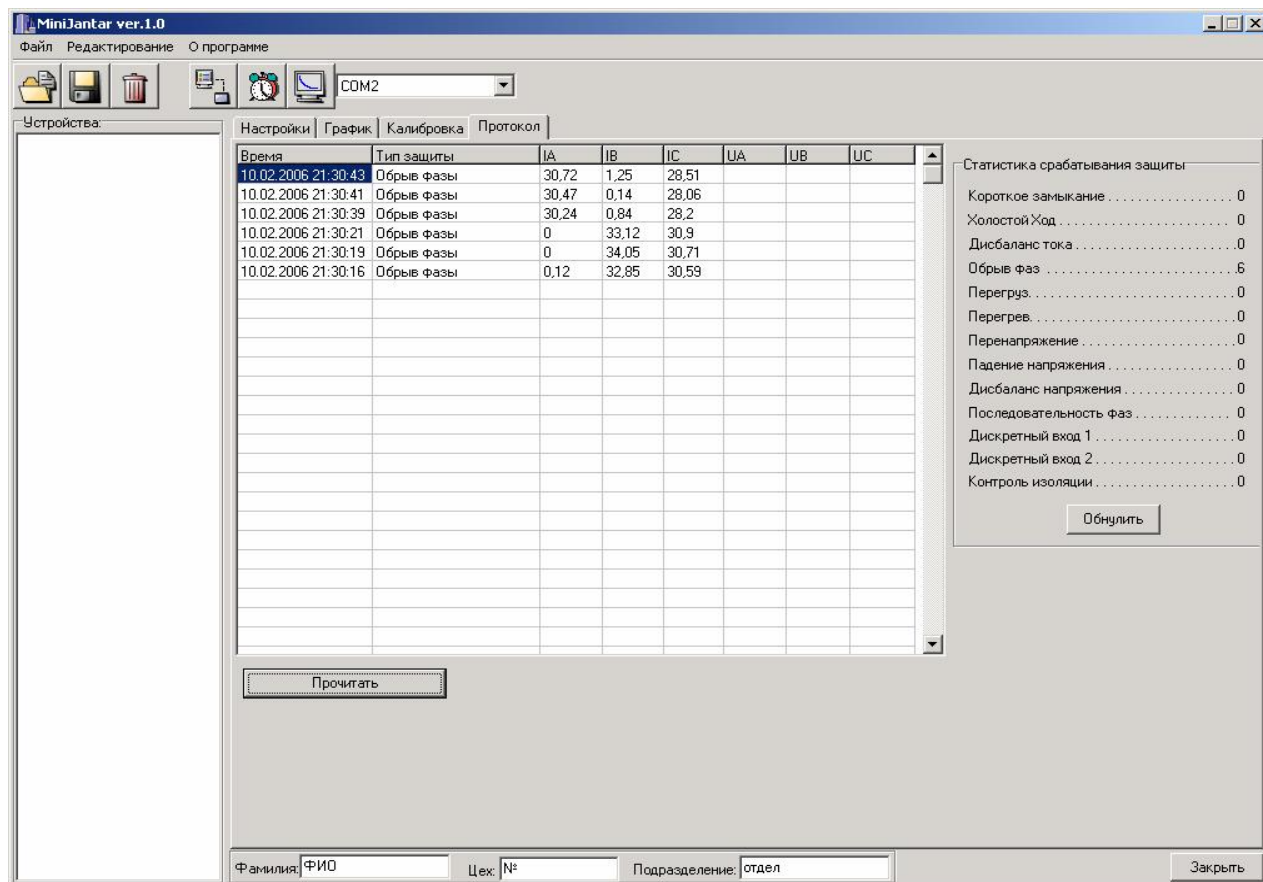 MiniJantar ver.1.0
Файл Редактирование О программе
COM2
Устройства:
Настройки График Калибровка Протокол
Время Тип защиты IA IB IC UA UB UC
10.02.2006 21:30:43 Обрыв фазы 30,72 1,25 28,51
10.02.2006 21:30:41 Обрыв фазы 30,47 0,14 28,06
10.02.2006 21:30:39 Обрыв фазы 30,24 0,84 28,2
10.02.2006 21:30:21 Обрыв фазы 0 33,12 30,9
10.02.2006 21:30:19 Обрыв фазы 0 34,05 30,71
10.02.2006 21:30:16 Обрыв фазы 0,12 32,85 30,59
Статистика срабатывания защиты
Короткое замыкание . . . . . . . . . . . . . . . . . 0
Холостой Ход . . . . . . . . . . . . . . . . . . . . . . . 0
Дисбаланс тока . . . . . . . . . . . . . . . . . . . . . .0
Обрыв фаз . . . . . . . . . . . . . . . . . . . . . . . . . .6
Перегруз. . . . . . . . . . . . . . . . . . . . . . . . . . . .0
Перегрев. . . . . . . . . . . . . . . . . . . . . . . . . . . .0
Перенапряжение . . . . . . . . . . . . . . . . . . . . .0
Падение напряжения . . . . . . . . . . . . . . . . . 0
Дисбаланс напряжения . . . . . . . . . . . . . . . 0
Последовательность фаз . . . . . . . . . . . . . 0
Дискретный вход 1 . . . . . . . . . . . . . . . . . . .0
Дискретный вход 2 . . . . . . . . . . . . . . . . . . .0
Контроль изоляции . . . . . . . . . . . . . . . . . . .0
Обнулить
Прочитать
Фамилия: ФИО Цех: № Подразделение: отдел Закрыть